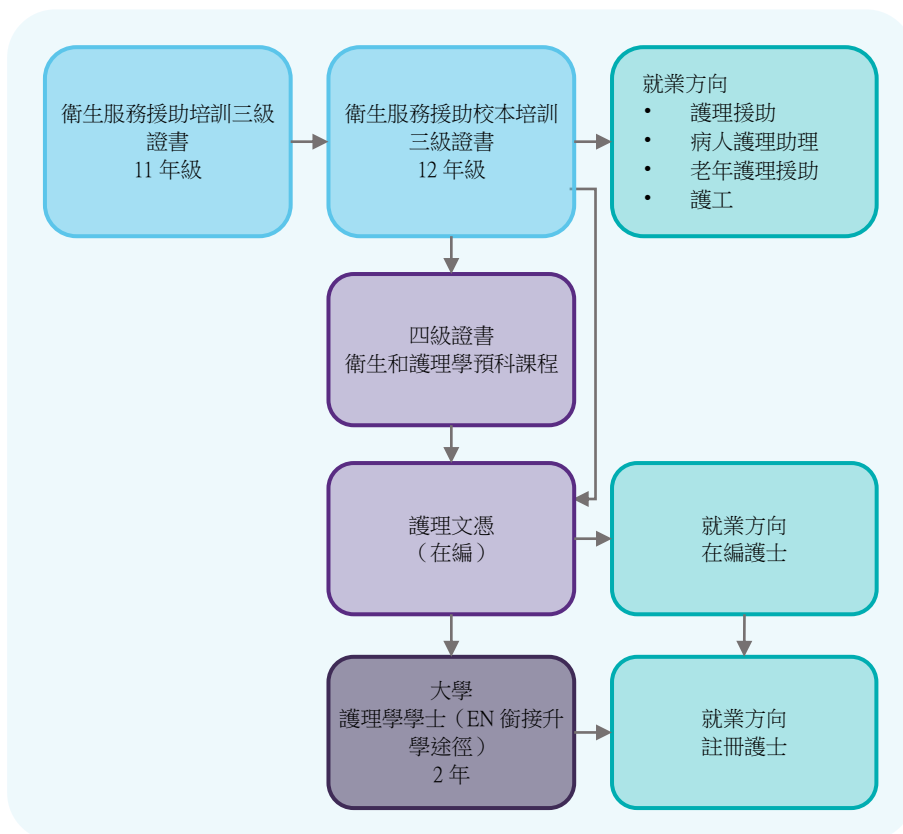 衛生服務援助培訓三級
證書
11 年級
衛生服務援助校本培訓
三級證書
12 年級
就業方向
• 護理援助
• 病人護理助理
• 老年護理援助
• 護工
四級證書
衛生和護理學預科課程
護理文憑
（在編）
就業方向
在編護士
大學
護理學學士（EN 銜接升
學途徑）
2 年
就業方向
註冊護士